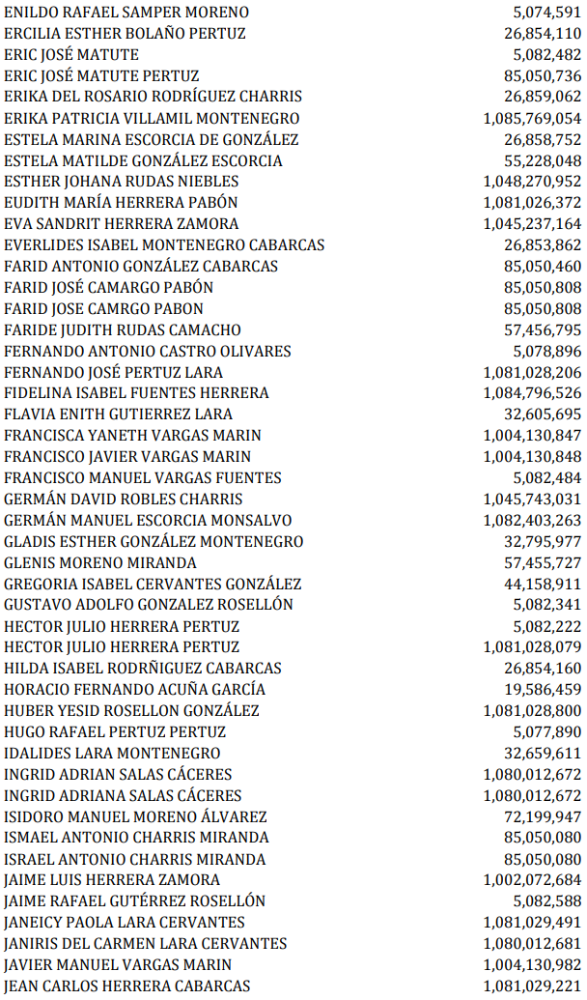 ENILDO RAFAEL SAMPER MORENO 5,074,591
ERCILIA ESTHER BOLAÑO PERTUZ 26,854,110
ERIC JOSÉ MATUTE 5,082,482
ERIC JOSÉ MATUTE PERTUZ 85,050,736
ERIKA DEL ROSARIO RODRÍGUEZ CHARRIS 26,859,062
ERIKA PATRICIA VILLAMIL MONTENEGRO 1,085,769,054
ESTELA MARINA ESCORCIA DE GONZÁLEZ 26,858,752
ESTELA MATILDE GONZÁLEZ ESCORCIA 55,228,048
ESTHER JOHANA RUDAS NIEBLES 1,048,270,952
EUDITH MARÍA HERRERA PABÓN 1,081,026,372
EVA SANDRIT HERRERA ZAMORA 1,045,237,164
EVERLIDES ISABEL MONTENEGRO CABARCAS 26,853,862
FARID ANTONIO GONZÁLEZ CABARCAS 85,050,460
FARID JOSÉ CAMARGO PABÓN 85,050,808
FARID JOSE CAMRGO PABON 85,050,808
FARIDE JUDITH RUDAS CAMACHO 57,456,795
FERNANDO ANTONIO CASTRO OLIVARES 5,078,896
FERNANDO JOSÉ PERTUZ LARA 1,081,028,206
FIDELINA ISABEL FUENTES HERRERA 1,084,796,526
FLAVIA ENITH GUTIERREZ LARA 32,605,695
FRANCISCA YANETH VARGAS MARIN 1,004,130,847
FRANCISCO JAVIER VARGAS MARIN 1,004,130,848
FRANCISCO MANUEL VARGAS FUENTES 5,082,484
GERMÁN DAVID ROBLES CHARRIS 1,045,743,031
GERMÁN MANUEL ESCORCIA MONSALVO 1,082,403,263
GLADIS ESTHER GONZÁLEZ MONTENEGRO 32,795,977
GLENIS MORENO MIRANDA 57,455,727
GREGORIA ISABEL CERVANTES GONZÁLEZ 44,158,911
GUSTAVO ADOLFO GONZALEZ ROSELLÓN 5,082,341
HECTOR JULIO HERRERA PERTUZ 5,082,222
HECTOR JULIO HERRERA PERTUZ 1,081,028,079
HILDA ISABEL RODRÑIGUEZ CABARCAS 26,854,160
HORACIO FERNANDO ACUÑA GARCÍA 19,586,459
HUBER YESID ROSELLON GONZÁLEZ 1,081,028,800
HUGO RAFAEL PERTUZ PERTUZ 5,077,890
IDALIDES LARA MONTENEGRO 32,659,611
INGRID ADRIAN SALAS CÁCERES 1,080,012,672
INGRID ADRIANA SALAS CÁCERES 1,080,012,672
ISIDORO MANUEL MORENO ÁLVAREZ 72,199,947
ISMAEL ANTONIO CHARRIS MIRANDA 85,050,080
ISRAEL ANTONIO CHARRIS MIRANDA 85,050,080
JAIME LUIS HERRERA ZAMORA 1,002,072,684
JAIME RAFAEL GUTÉRREZ ROSELLÓN 5,082,588
JANEICY PAOLA LARA CERVANTES 1,081,029,491
JANIRIS DEL CARMEN LARA CERVANTES 1,080,012,681
JAVIER MANUEL VARGAS MARIN 1,004,130,982
JEAN CARLOS HERRERA CABARCAS 1,081,029,221